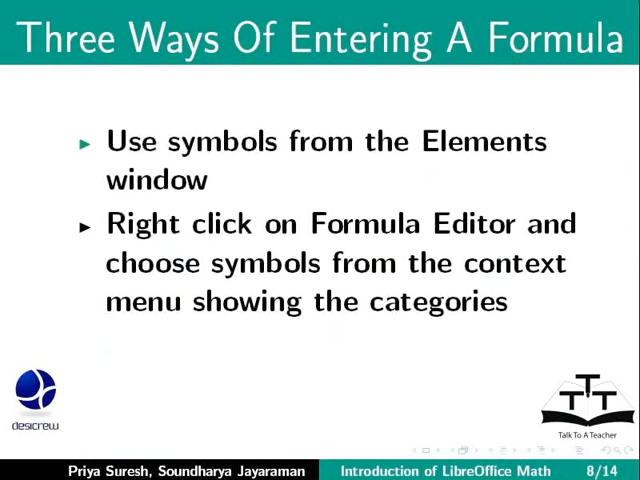 Three Ways Of Entering A Formula
Use symbols from the Elements
window
Right click on Formula Editor and
choose symbols from the context
menu showing the categories
desicrew
T T T
Talk To A Teacher
Priya Suresh, Soundharya Jayaraman
Introduction of LibreOffice Math
8/14